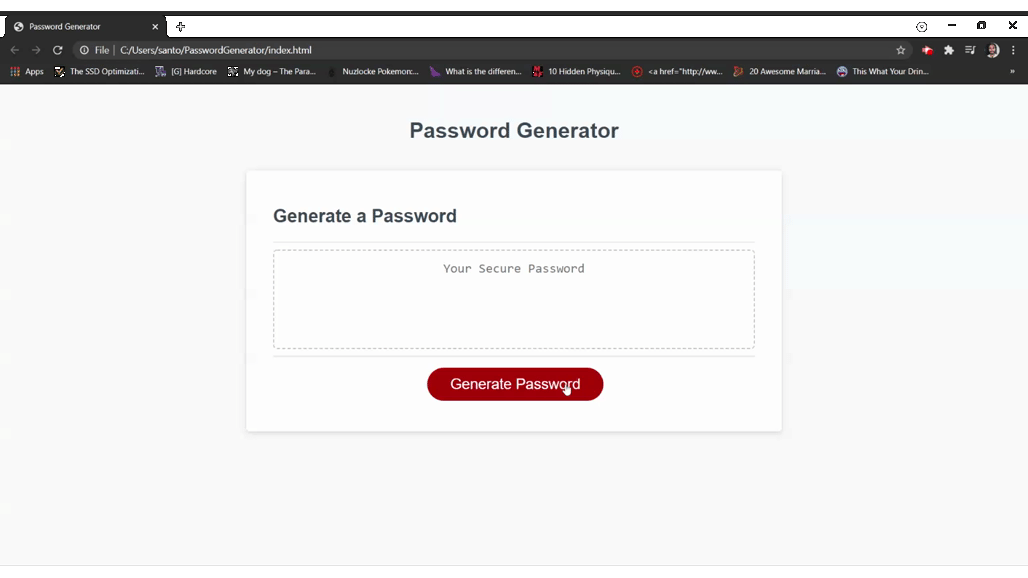 Password Generator
File | C:/Users/santo/PasswordGenerator/index.html
Apps
The SSD Optimizati...
[G] Hardcore
My dog – The Para...
Nuzlocke Pokemon:...
What is the differen...
10 Hidden Physiqu...
<a href="http://ww...
20 Awesome Marria...
This What Your Drin...
»
Password Generator
Generate a Password
Your Secure Password
Generate Password